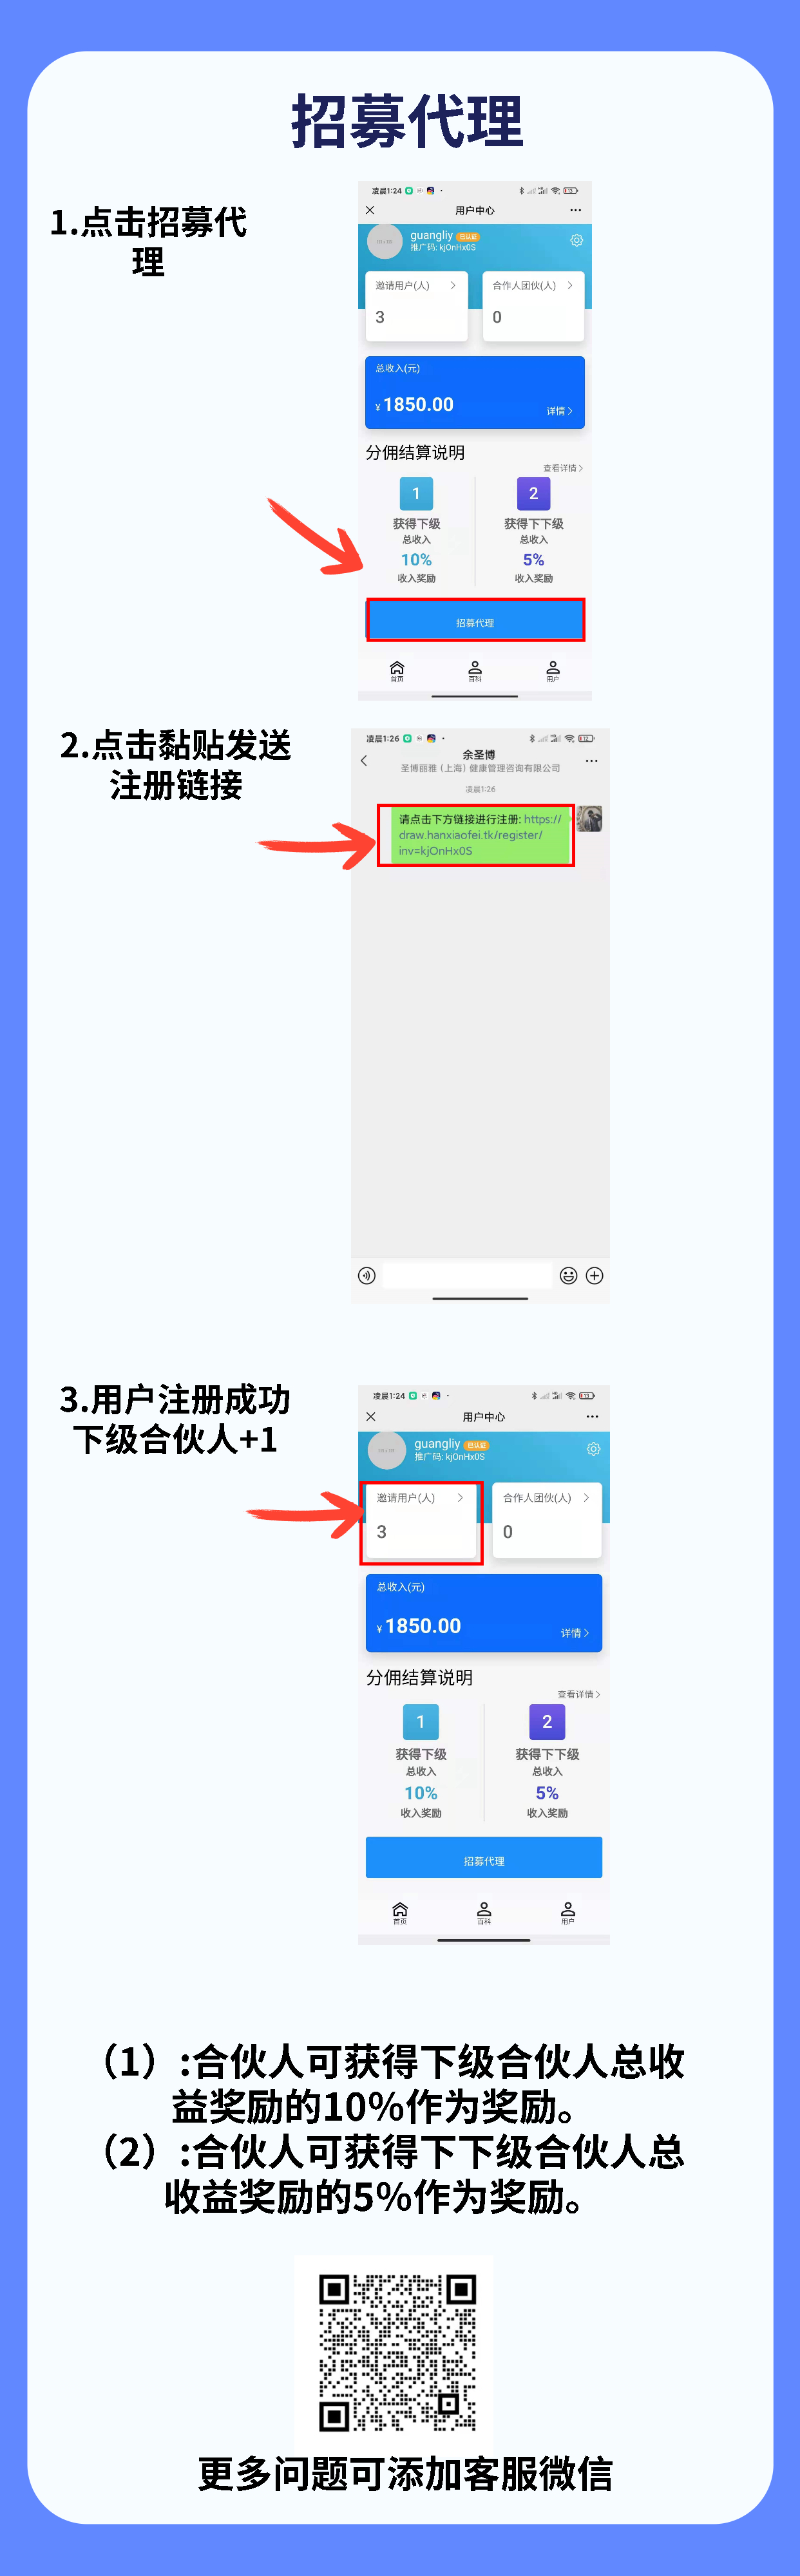 招募代理
1.点击招募代
理
凌晨1:24
用户中心
guangliy 已认证
推广码: kjOnHx0S
邀请用户(人)
合作人团伙(人)
3
0
总收入(元)
¥1850.00
详情
分佣结算说明
查看详情
1
2
获得下级
获得下下级
总收入
总收入
10%
5%
收入奖励
收入奖励
招募代理
首页
百科
用户
2.点击黏贴发送
注册链接
凌晨1:26
余圣博
圣博丽雅（上海）健康管理咨询有限公司
凌晨1:26
请点击下方链接进行注册: https://
draw.hanxiaofei.tk/register/
inv=kjOnHx0S
3.用户注册成功
下级合伙人+1
凌晨1:24
用户中心
guangliy 已认证
推广码: kjOnHx0S
邀请用户(人)
合作人团伙(人)
3
0
总收入(元)
¥1850.00
详情
分佣结算说明
查看详情
1
2
获得下级
获得下下级
总收入
总收入
10%
5%
收入奖励
收入奖励
招募代理
首页
百科
用户
（1）:合伙人可获得下级合伙人总收
益奖励的10%作为奖励。
（2）:合伙人可获得下下级合伙人总
收益奖励的5%作为奖励。
更多问题可添加客服微信